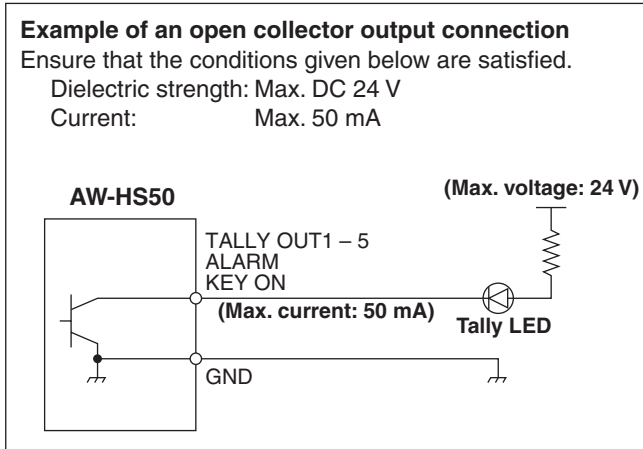 Example of an open collector output connection
Ensure that the conditions given below are satisfied.
Dielectric strength: Max. DC 24 V
Current: Max. 50 mA
AW-HS50
(Max. voltage: 24 V)
TALLY OUT1 – 5
ALARM
KEY ON
(Max. current: 50 mA)
Tally LED
GND